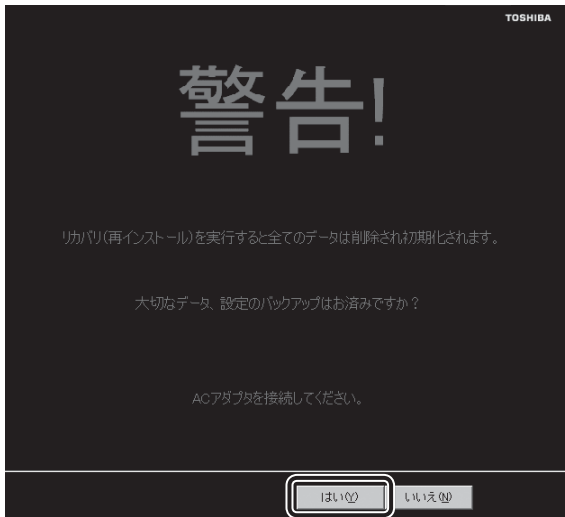 TOSHIBA
警告!
リカバリ(再インストール)を実行すると全てのデータは削除され初期化されます。
大切なデータ、設定のバックアップはお済みですか?
ACアダプタを接続してください。
はい(Y) いいえ(N)